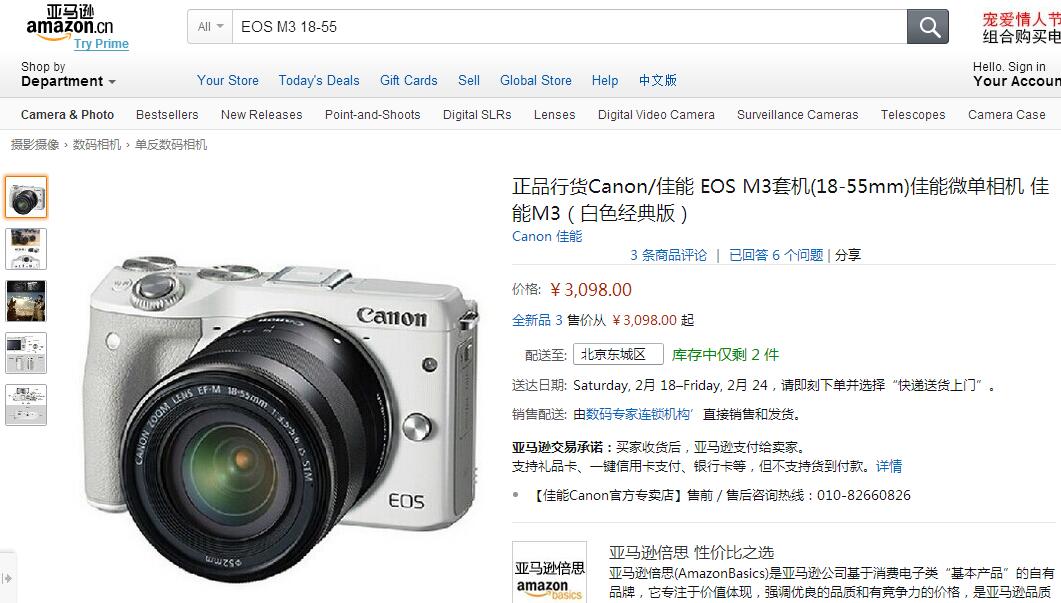 亚马逊
amazon.cn
Try Prime
All
EOS M3 18-55
宠爱情人节
组合购买电
Shop by
Department
Your Store Today's Deals Gift Cards Sell Global Store Help 中文版
Hello. Sign in
Your Accoun
Camera & Photo Bestsellers New Releases Point-and-Shoots Digital SLRs Lenses Digital Video Camera Surveillance Cameras Telescopes Camera Case
摄影摄像 › 数码相机 › 单反数码相机
正品行货Canon/佳能 EOS M3套机(18-55mm)佳能微单相机 佳
能M3（白色经典版）
Canon 佳能
3 条商品评论 | 已回答 6 个问题 | 分享
价格: ￥3,098.00
全新品 3 售价从 ￥3,098.00 起
配送至: 北京东城区 库存中仅剩 2 件
送达日期: Saturday, 2月 18–Friday, 2月 24，请即刻下单并选择“快递送货上门”。
销售配送: 由数码专家连锁机构’ 直接销售和发货。
亚马逊交易承诺：买家收货后，亚马逊支付给卖家。
支持礼品卡、一键信用卡支付、银行卡等，但不支持货到付款。详情
【佳能Canon官方专卖店】售前 / 售后咨询热线：010-82660826
Canon
CANON ZOOM LENS EF-M 18-55mm 1:3.5-5.6 IS STM
EOS
ø52mm
亚马逊倍思
amazon
basics
亚马逊倍思 性价比之选
亚马逊倍思(AmazonBasics)是亚马逊公司基于消费电子类“基本产品”的自有
品牌，它专注于价值体现，强调优良的品质和有竞争力的价格，是亚马逊品质